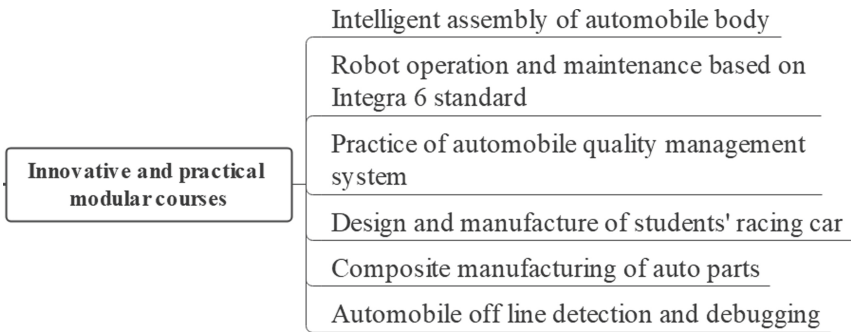 Intelligent assembly of automobile body
Robot operation and maintenance based on
Integra 6 standard
Practice of automobile quality management
system
Innovative and practical
modular courses
Design and manufacture of students' racing car
Composite manufacturing of auto parts
Automobile off line detection and debugging